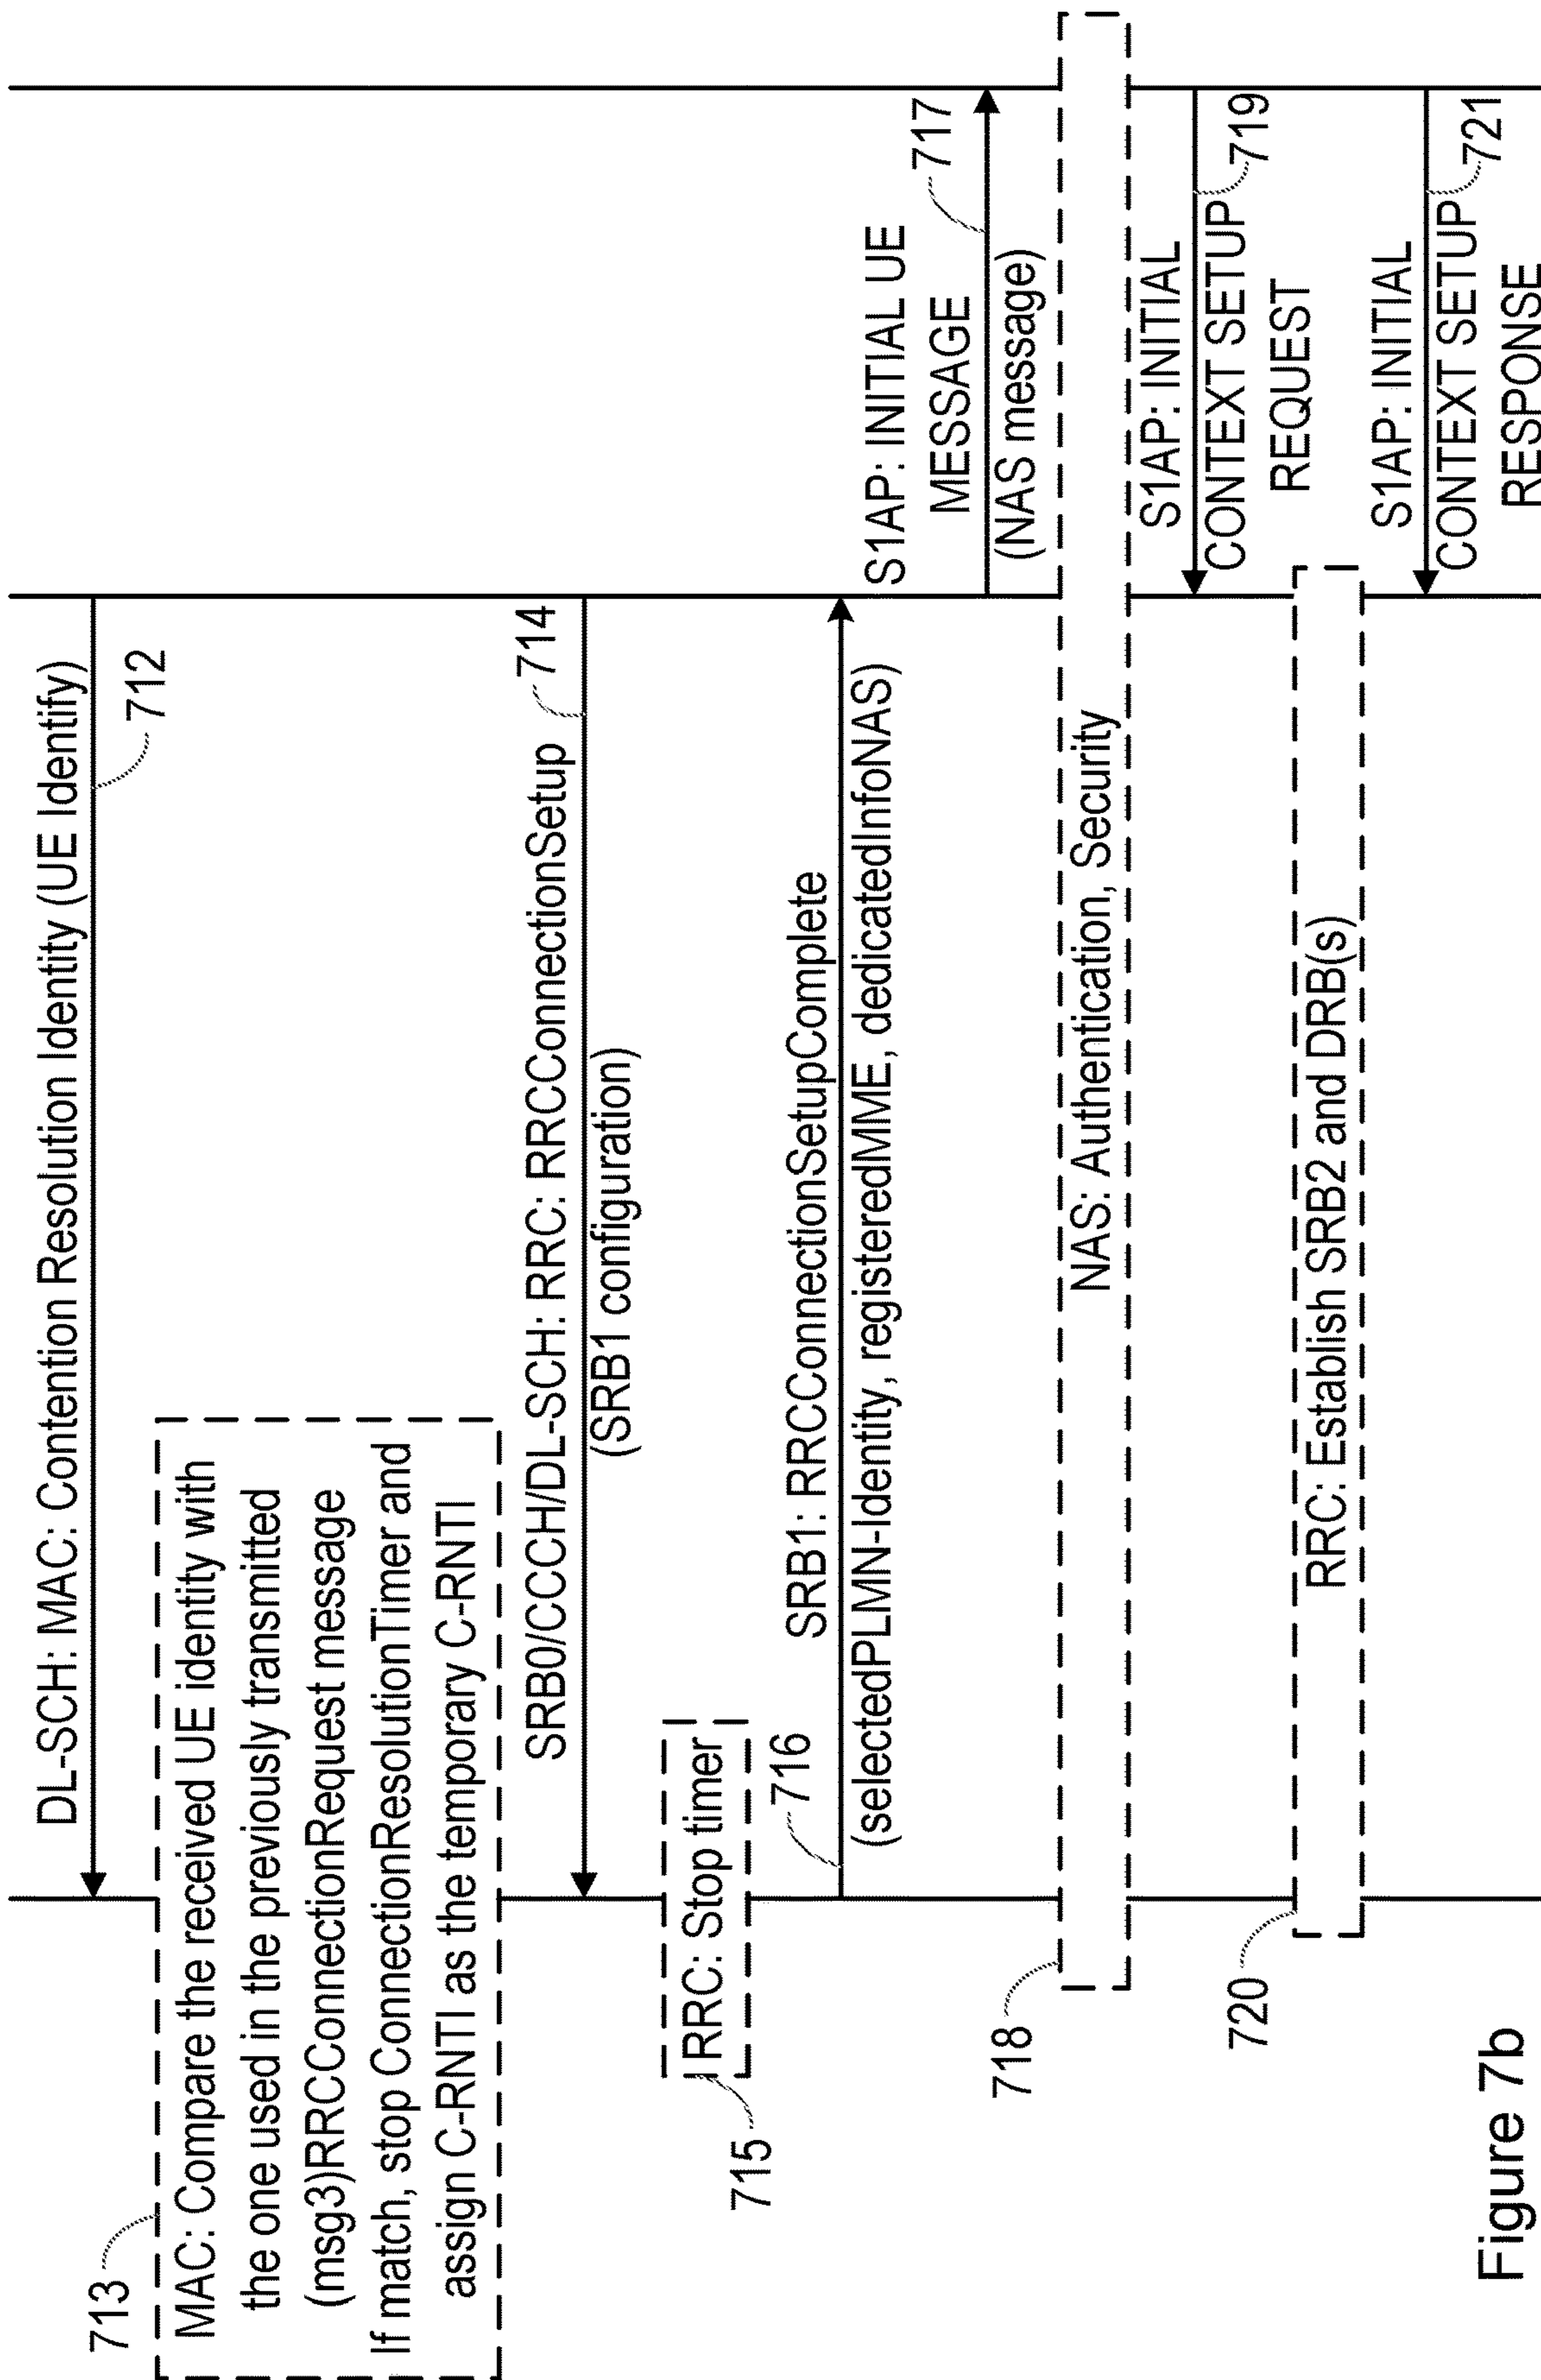 DL-SCH: MAC: Contention Resolution Identity (UE Identify)
712
713
MAC: Compare the received UE identity with
the one used in the previously transmitted
(msg3)RRCConnectionRequest message
If match, stop ConnectionResolutionTimer and
assign C-RNTI as the temporary C-RNTI
SRB0/CCCH/DL-SCH: RRC: RRCConnectionSetup
714
(SRB1 configuration)
RRC: Stop timer
715
716
SRB1: RRCConnectionSetupComplete
(selectedPLMN-Identity, registeredMME, dedicatedInfoNAS)
S1AP: INITIAL UE
MESSAGE
717
(NAS message)
718
NAS: Authentication, Security
S1AP: INITIAL
CONTEXT SETUP
REQUEST
719
720
RRC: Establish SRB2 and DRB(s)
S1AP: INITIAL
CONTEXT SETUP
RESPONSE
721
Figure 7b